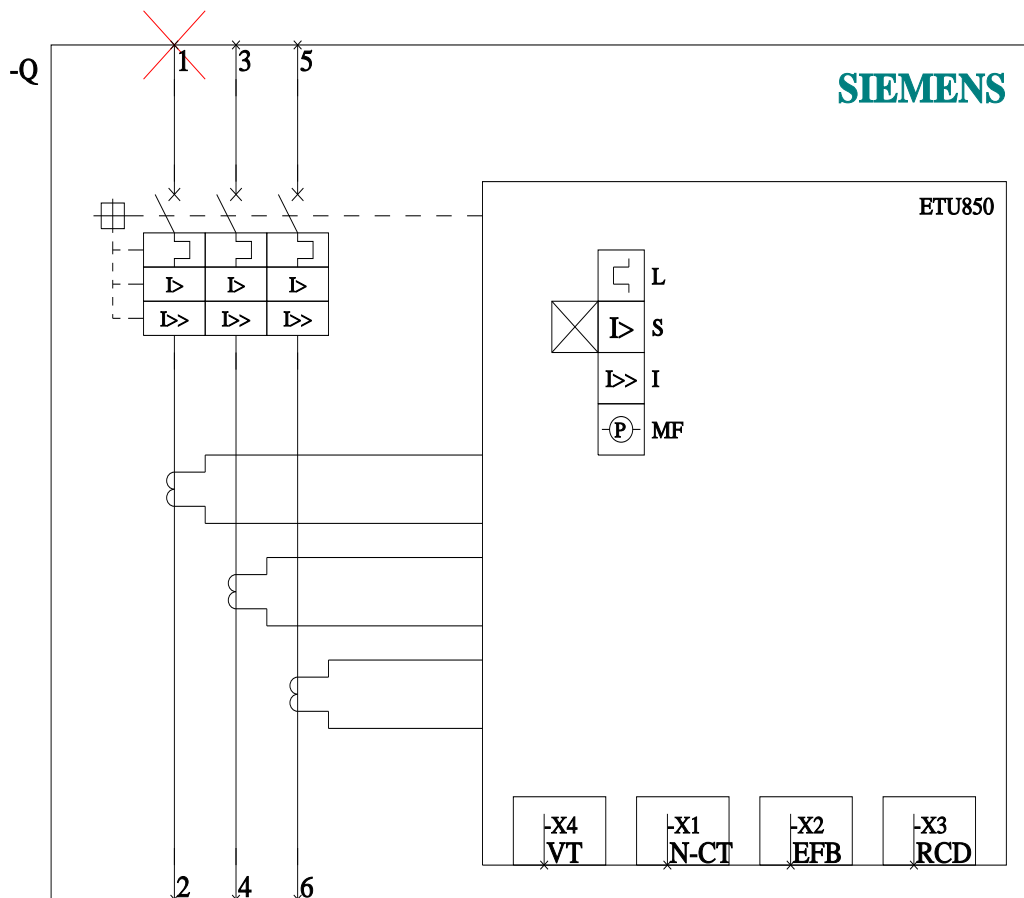 1 3 5
-Q
SIEMENS
ETU850
I> I> I>
I>> I>> I>>
L
I> S
I>> I
P MF
-X4 -X1 -X2 -X3
VT N-CT EFB RCD
2 4 6